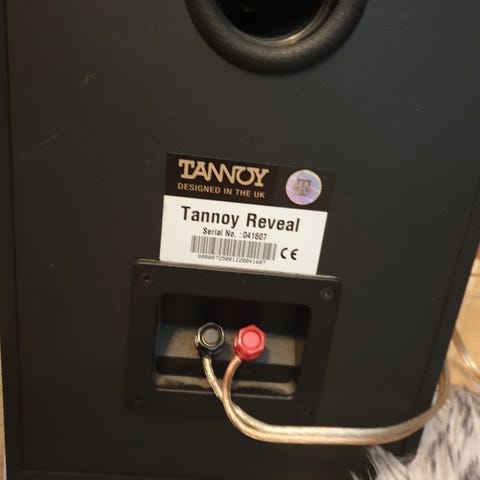 TANNOY
DESIGNED IN THE UK
Tannoy Reveal
Serial No. :041607
CE